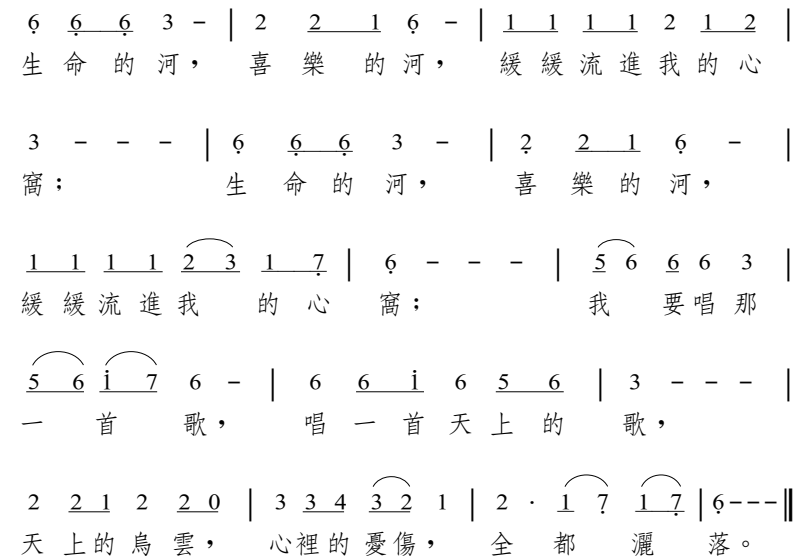 6̣ 6̣ 6̣ 3 - | 2 2 1 6̣ - | 1 1 1 1 2 1 2 |
生 命 的 河， 喜 樂 的 河， 緩 緩 流 進 我 的 心
3 - - - | 6̣ 6̣ 6̣ 3 - | 2̣ 2 1 6̣ - |
窩； 生 命 的 河， 喜 樂 的 河，
1 1 1 1 2 3 1 7̣ | 6̣ - - - | 5 6 6 6 3 |
緩 緩 流 進 我 的 心 窩； 我 要 唱 那
5 6 i 7 6 - | 6 6 i 6 5 6 | 3 - - - |
一 首 歌， 唱 一 首 天 上 的 歌，
2 2 1 2 2 0 | 3 3 4 3 2 1 | 2 · 1 7̣ 1 7̣ | 6̣ - - - ‖
天 上 的 烏 雲， 心 裡 的 憂 傷， 全 都 灑 落。